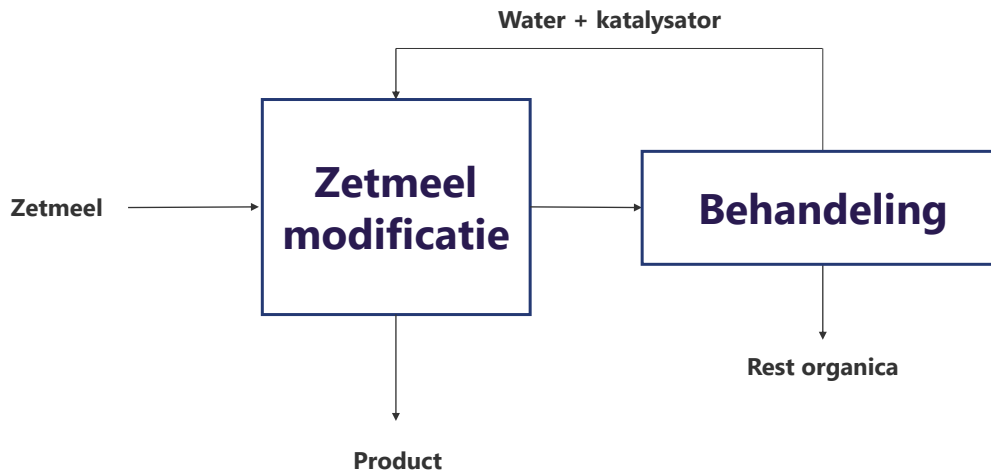 Water + katalysator
Zetmeel
Zetmeel
modificatie
Behandeling
Rest organica
Product